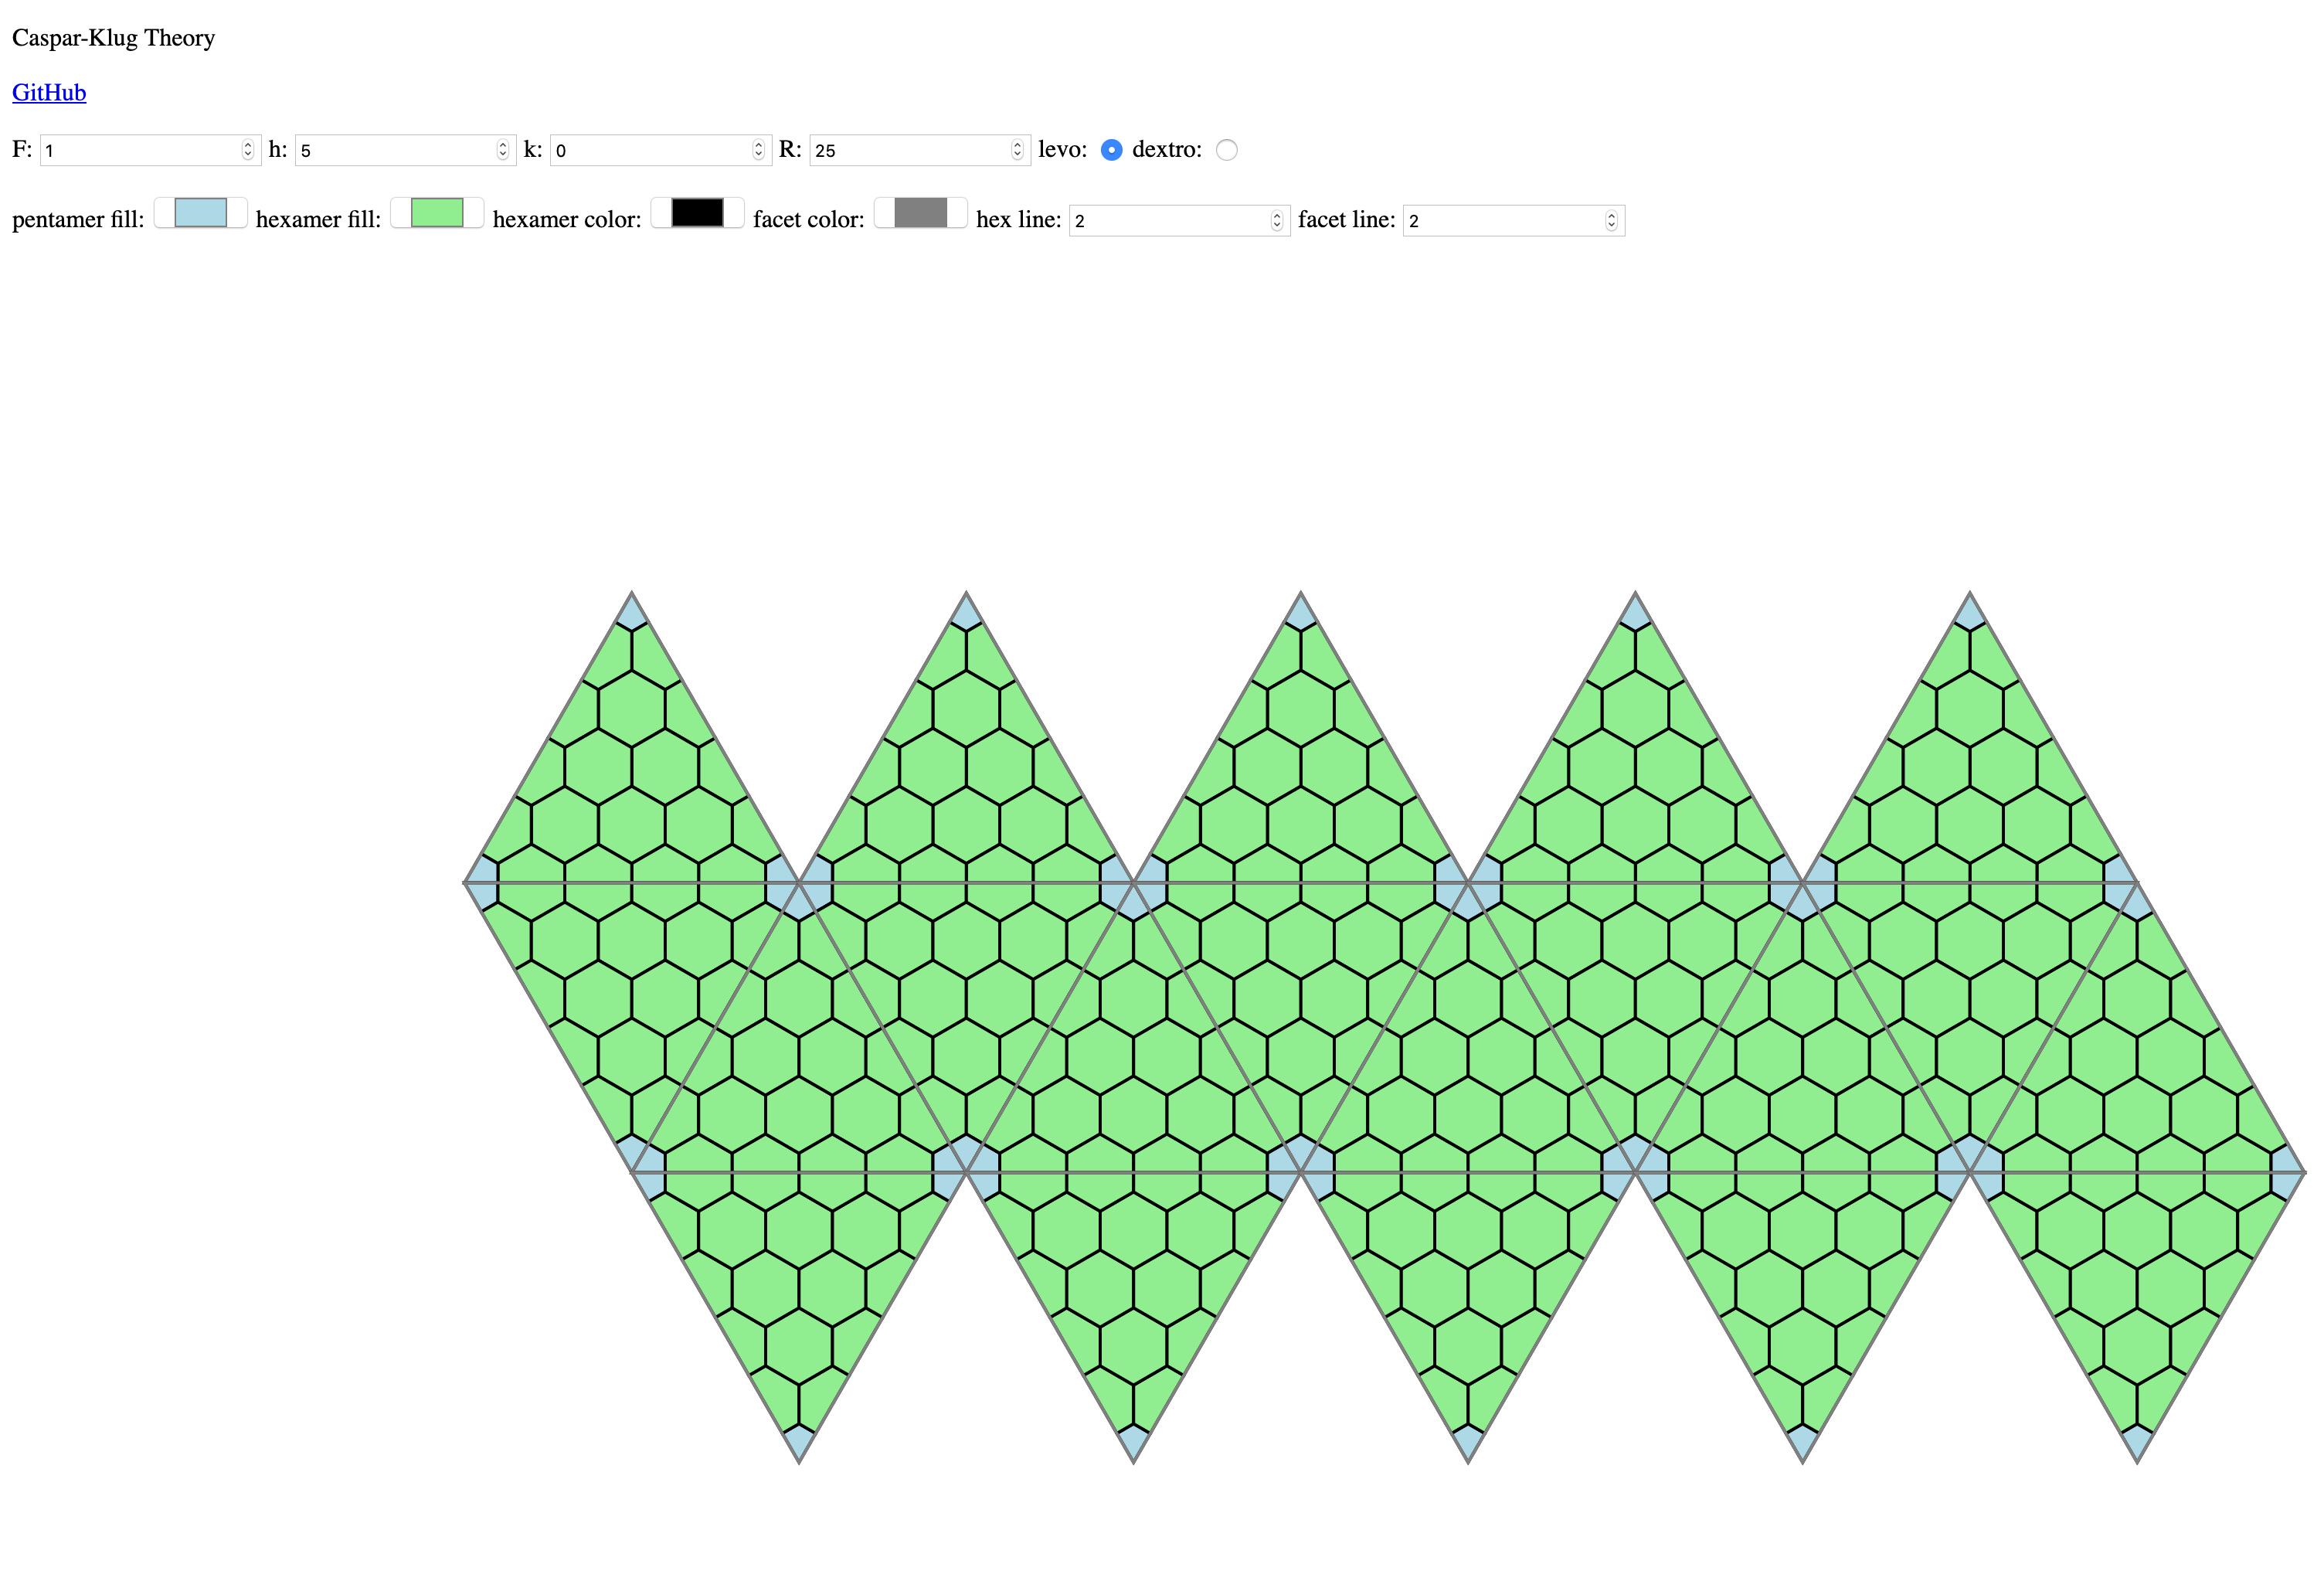 Caspar-Klug Theory
GitHub
F: 1 h: 5 k: 0 R: 25 levo: dextro:
pentamer fill: hexamer fill: hexamer color: facet color: hex line: 2 facet line: 2